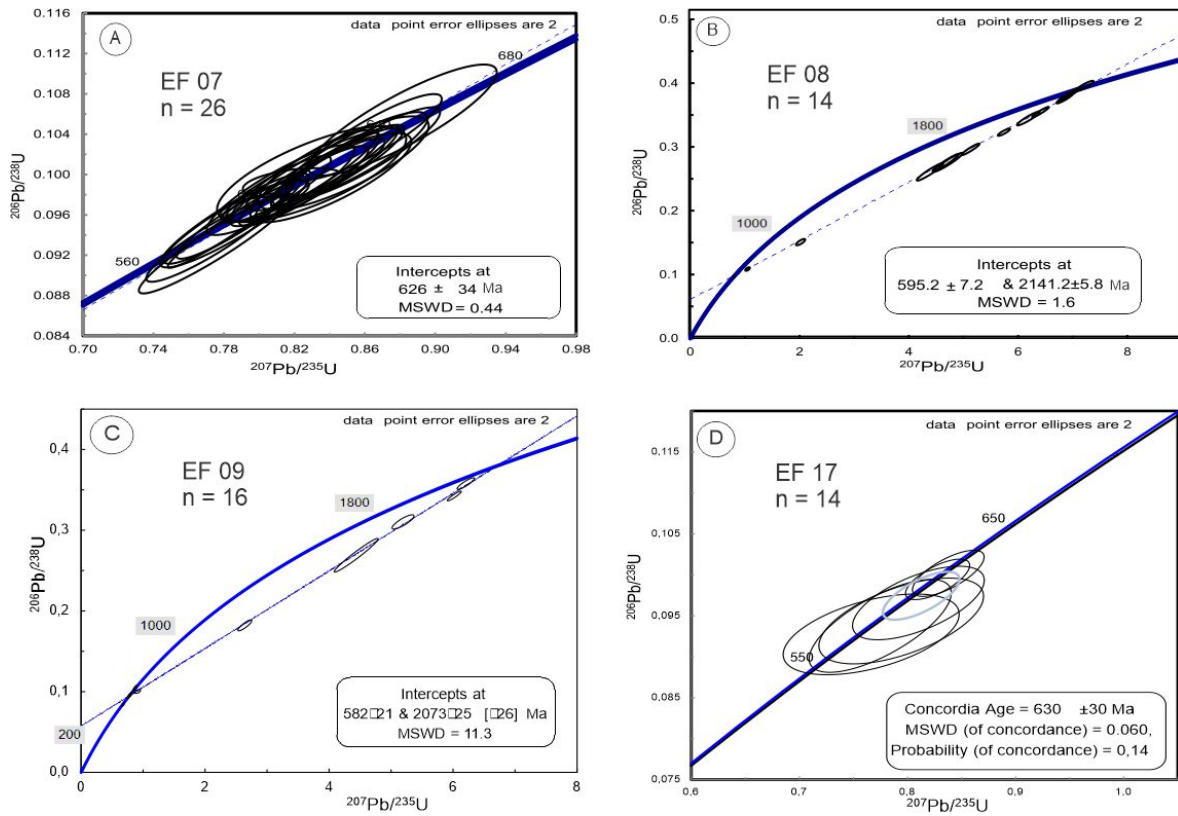 A
data point error ellipses are 2
EF 07
n = 26
680
560
Intercepts at
626 ± 34 Ma
MSWD = 0.44
0.116
0.112
0.108
0.104
0.100
0.096
0.092
0.088
0.084
0.70 0.74 0.78 0.82 0.86 0.90 0.94 0.98
206Pb/238U
207Pb/235U
B
data point error ellipses are 2
EF 08
n = 14
1800
1000
Intercepts at
595.2 ± 7.2 & 2141.2±5.8 Ma
MSWD = 1.6
0.5
0.4
0.3
0.2
0.1
0.0
0 2 4 6 8
206Pb/238U
207Pb/235U
C
data point error ellipses are 2
EF 09
n = 16
1800
1000
200
Intercepts at
582□21 & 2073□25 [□26] Ma
MSWD = 11.3
0,4
0,3
0,2
0,1
0,0
0 2 4 6 8
206Pb/238U
207Pb/235U
D
data point error ellipses are 2
EF 17
n = 14
650
550
Concordia Age = 630 ±30 Ma
MSWD (of concordance) = 0.060,
Probability (of concordance) = 0,14
0,115
0,105
0,095
0,085
0,075
0.6 0,7 0,8 0,9 1.0
206Pb/238U
207Pb/235U